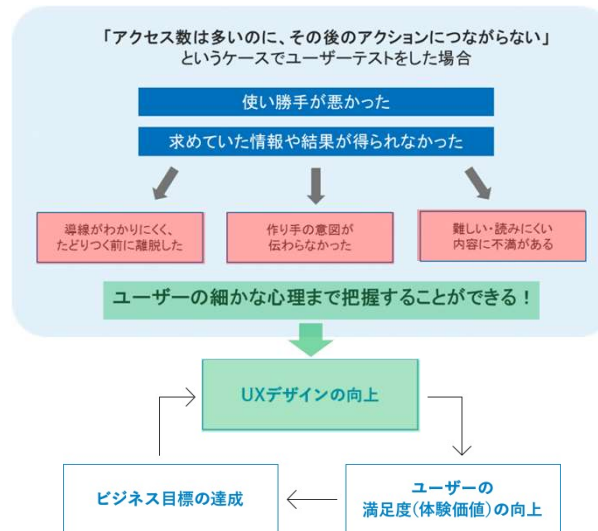 「アクセス数は多いのに、その後のアクションにつながらない」
というケースでユーザーテストをした場合
使い勝手が悪かった
求めていた情報や結果が得られなかった
導線がわかりにくく、
たどりつく前に離脱した
作り手の意図が
伝わらなかった
難しい・読みにくい
内容に不満がある
ユーザーの細かな心理まで把握することができる！
UXデザインの向上
ビジネス目標の達成
ユーザーの
満足度(体験価値)の向上